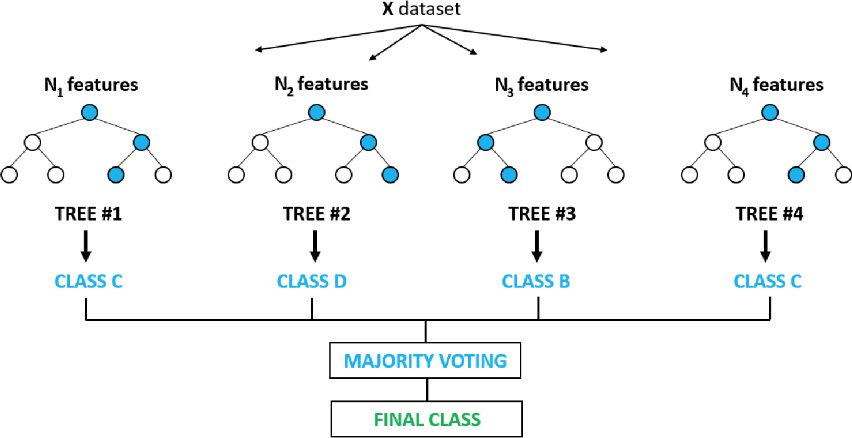 X dataset
N1 features
N2 features
N3 features
N4 features
TREE #1
TREE #2
TREE #3
TREE #4
CLASS C
CLASS D
CLASS B
CLASS C
MAJORITY VOTING
FINAL CLASS